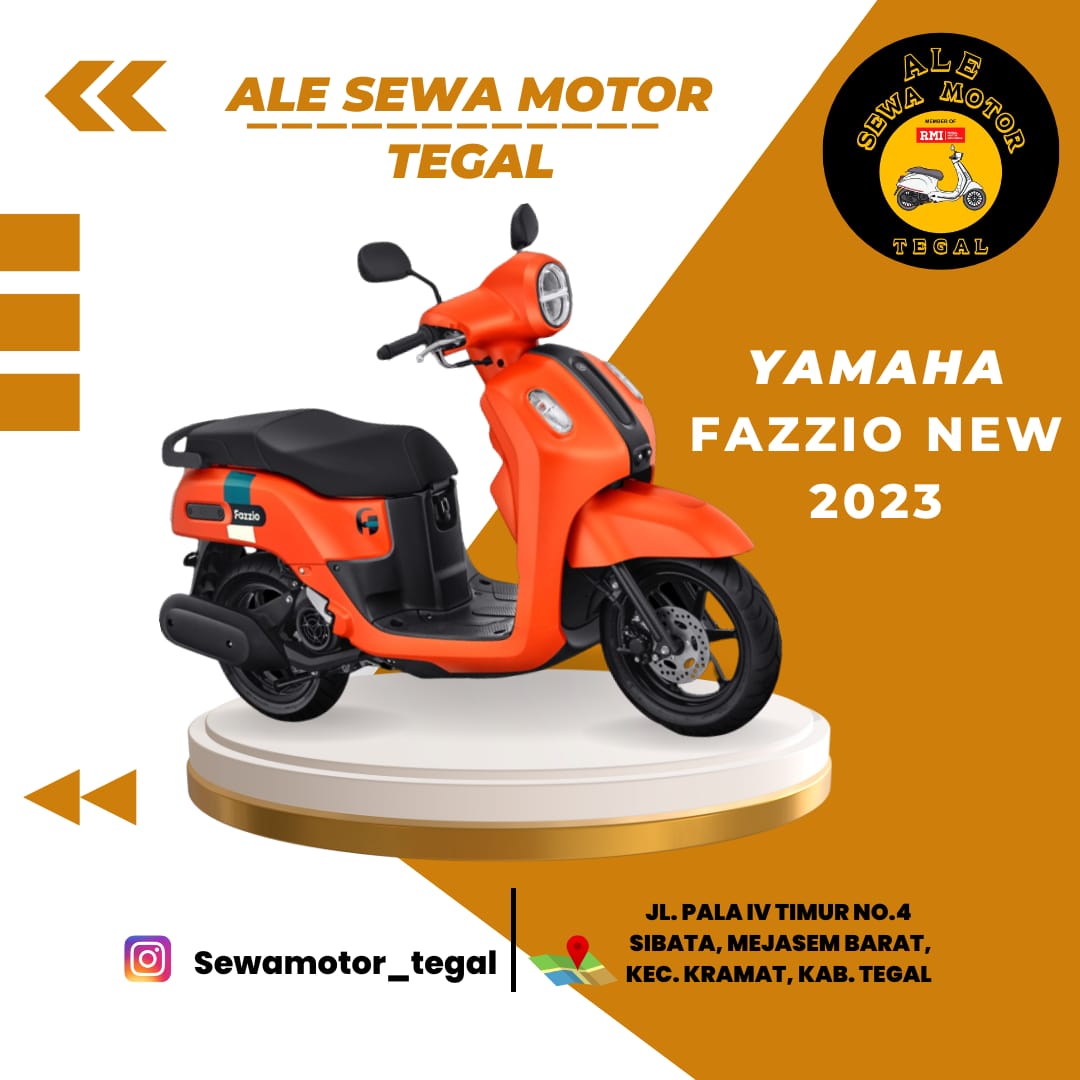 ALE SEWA MOTOR
TEGAL
ALE
SEWA MOTOR
MEMBER OF
RMI
TEGAL
YAMAHA
FAZZIO NEW
2023
Fazzio
Sewamotor_tegal
JL. PALA IV TIMUR NO.4
SIBATA, MEJASEM BARAT,
KEC. KRAMAT, KAB. TEGAL